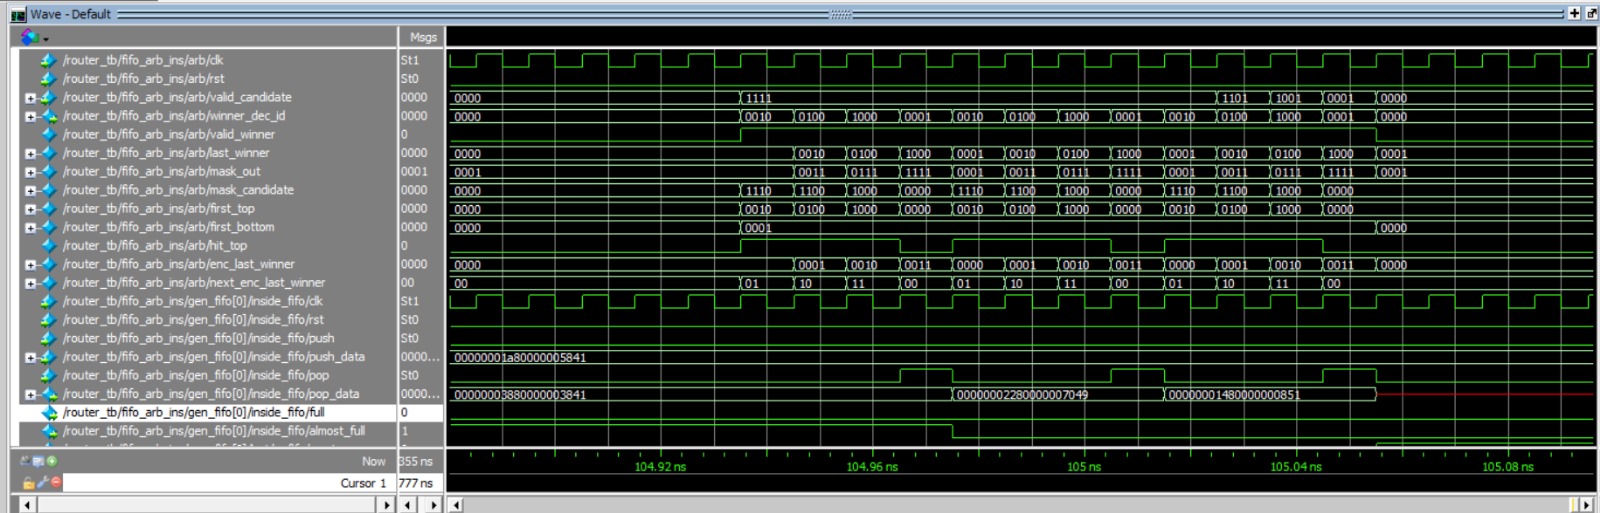 Wave - Default
Msgs
/router_tb/fifo_arb_ins/arb/clk St1
/router_tb/fifo_arb_ins/arb/rst St0
/router_tb/fifo_arb_ins/arb/valid_candidate 0000 0000 1111 1101 1001 0001 0000
/router_tb/fifo_arb_ins/arb/winner_dec_id 0000 0000 0010 0100 1000 0001 0010 0100 1000 0001 0010 0100 1000 0001 0000
/router_tb/fifo_arb_ins/arb/valid_winner 0
/router_tb/fifo_arb_ins/arb/last_winner 0000 0000 0010 0100 1000 0001 0010 0100 1000 0001 0010 0100 1000 0001
/router_tb/fifo_arb_ins/arb/mask_out 0001 0001 0011 0111 1111 0001 0011 0111 1111 0001 0011 0111 1111 0001
/router_tb/fifo_arb_ins/arb/mask_candidate 0000 0000 1110 1100 1000 0000 1110 1100 1000 0000 1110 1100 1000 0000
/router_tb/fifo_arb_ins/arb/first_top 0000 0000 0010 0100 1000 0000 0010 0100 1000 0000 0010 0100 1000 0000
/router_tb/fifo_arb_ins/arb/first_bottom 0000 0000 0001 0000
/router_tb/fifo_arb_ins/arb/hit_top 0
/router_tb/fifo_arb_ins/arb/enc_last_winner 0000 0000 0001 0010 0011 0000 0001 0010 0011 0000 0001 0010 0011 0000
/router_tb/fifo_arb_ins/arb/next_enc_last_winner 00 00 01 10 11 00 01 10 11 00 01 10 11 00
/router_tb/fifo_arb_ins/gen_fifo[0]/inside_fifo/clk St1
/router_tb/fifo_arb_ins/gen_fifo[0]/inside_fifo/rst St0
/router_tb/fifo_arb_ins/gen_fifo[0]/inside_fifo/push St0
/router_tb/fifo_arb_ins/gen_fifo[0]/inside_fifo/push_data 0000... 00000001a80000005841
/router_tb/fifo_arb_ins/gen_fifo[0]/inside_fifo/pop St0
/router_tb/fifo_arb_ins/gen_fifo[0]/inside_fifo/pop_data 0000... 00000003880000003841 00000002280000007049 00000001480000000851
/router_tb/fifo_arb_ins/gen_fifo[0]/inside_fifo/full 0
/router_tb/fifo_arb_ins/gen_fifo[0]/inside_fifo/almost_full 1
Now 355 ns 104.92 ns 104.96 ns 105 ns 105.04 ns 105.08 ns
Cursor 1 777 ns